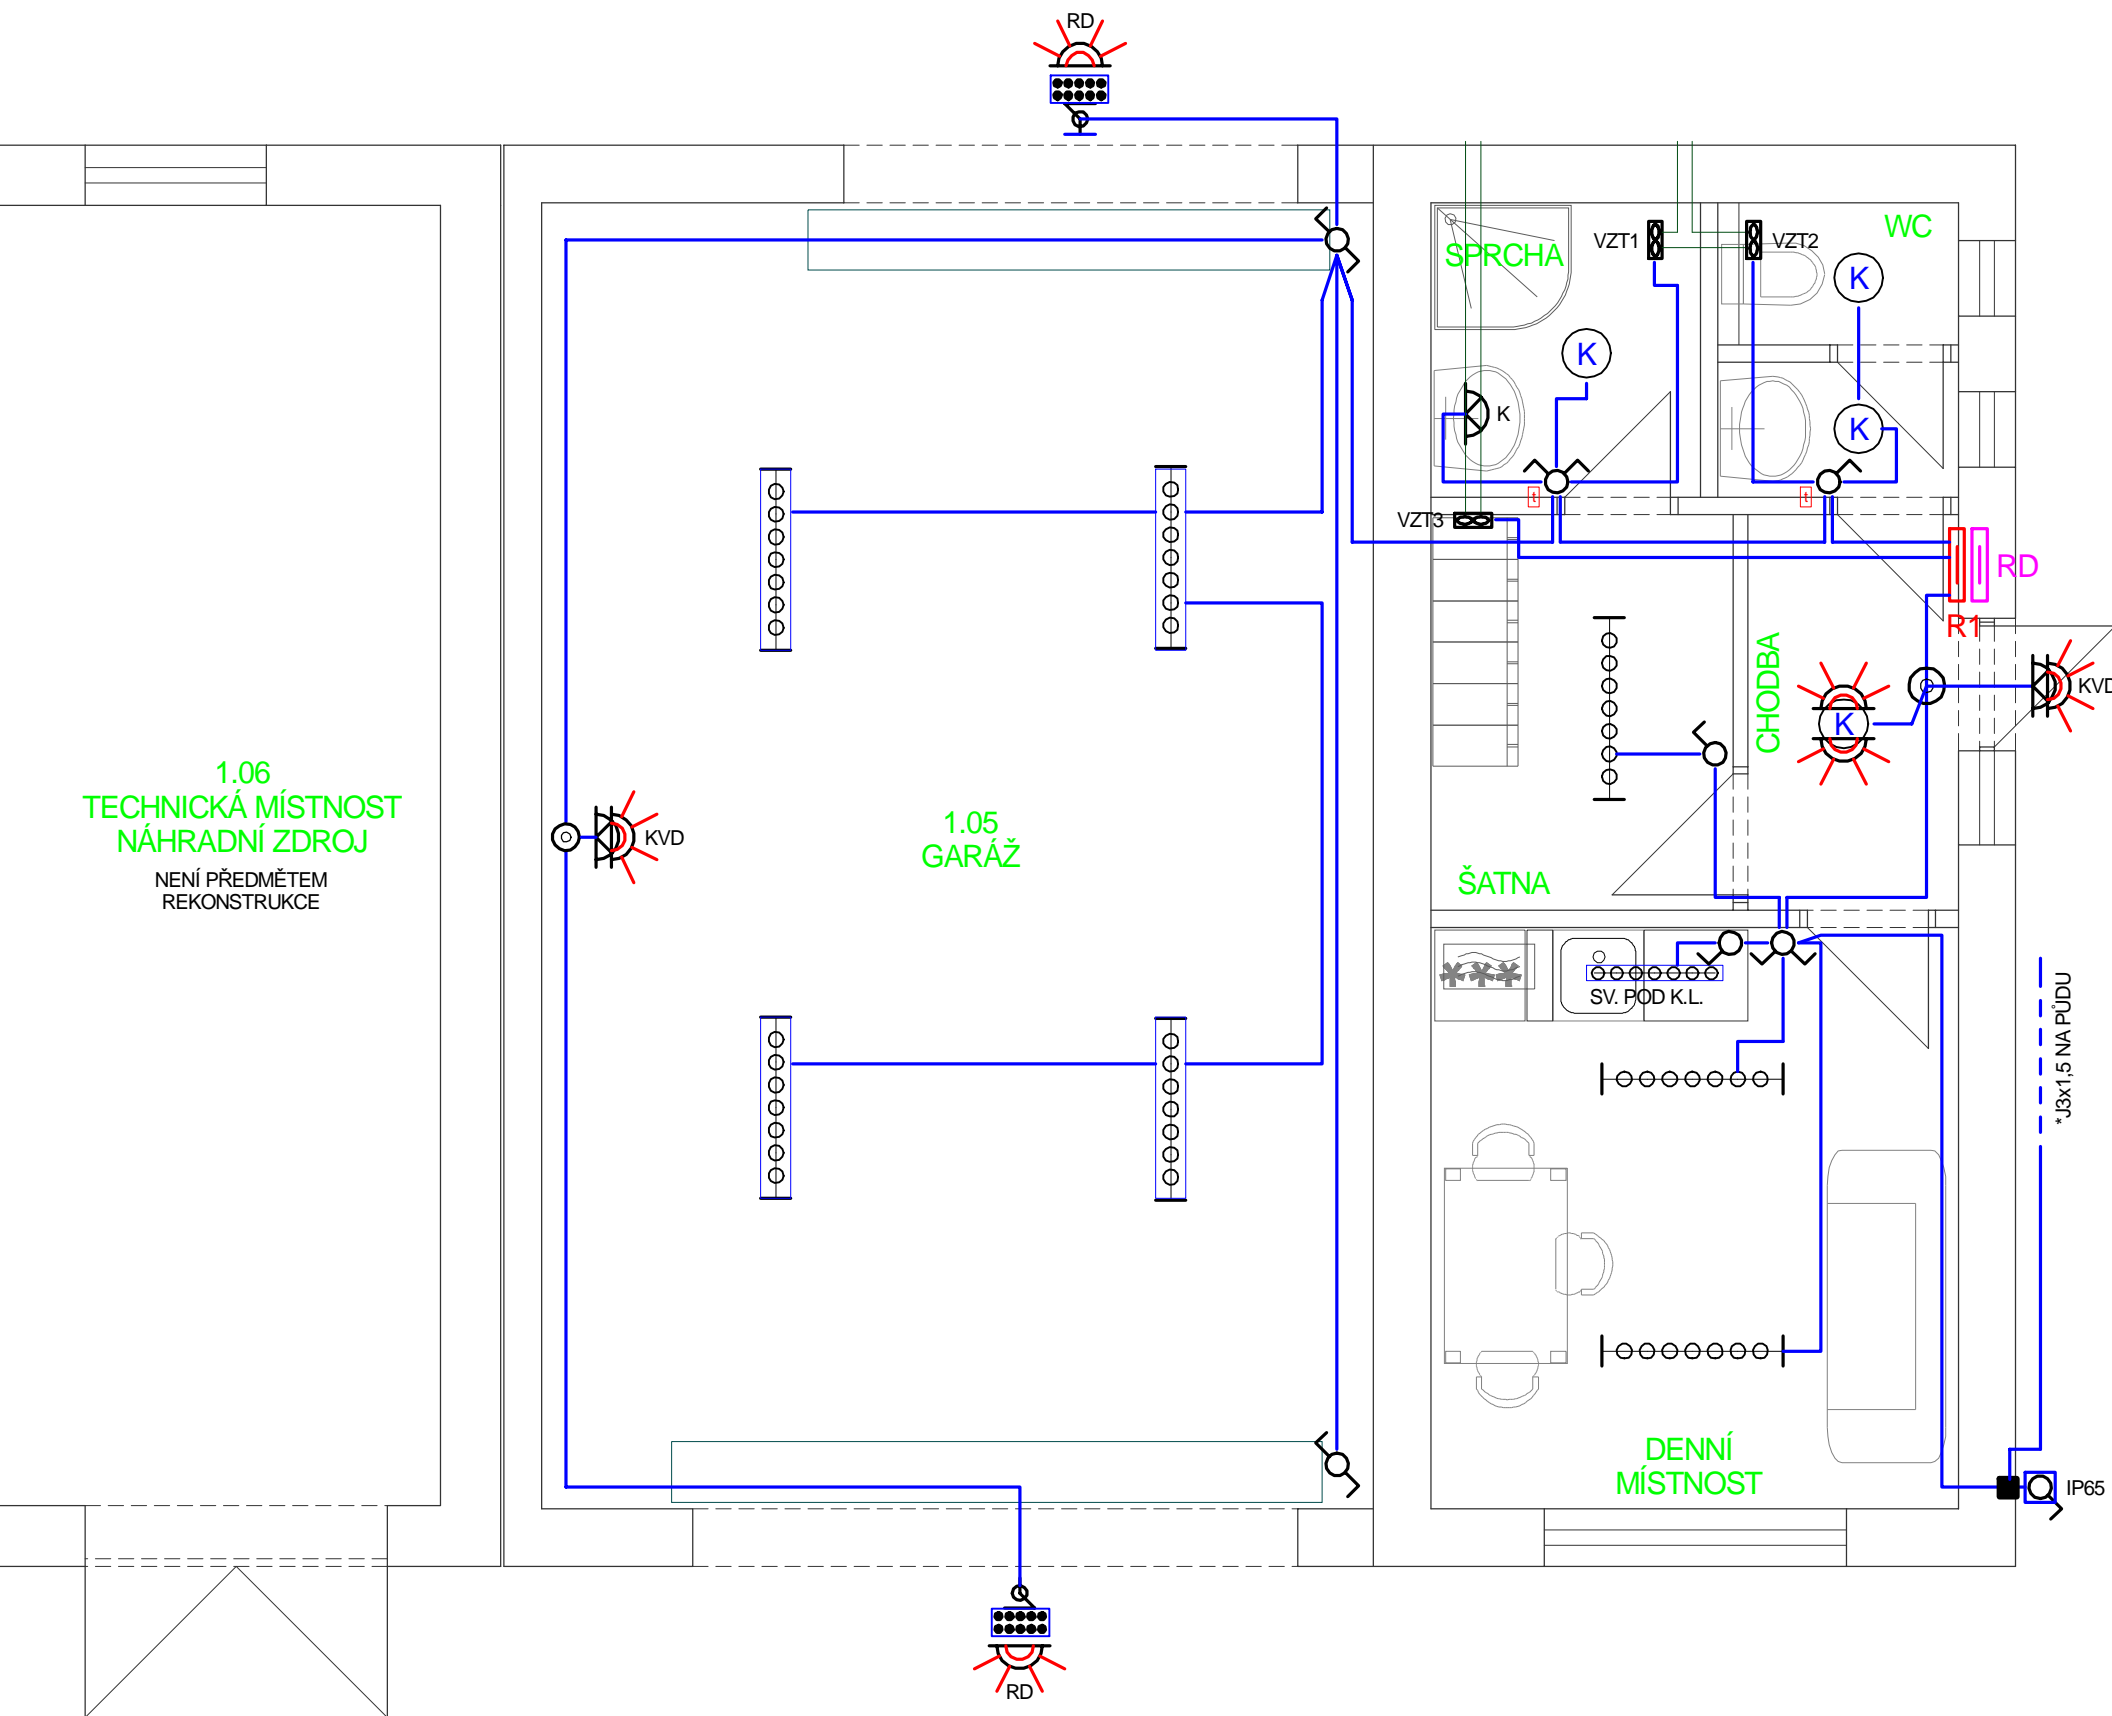 RD
SPRCHA
VZT1
VZT2
WC
K
K
K
K
t
t
VZT3
RD
R1
CHODBA
K
KVD
1.06
TECHNICKÁ MÍSTNOST
NÁHRADNÍ ZDROJ
NENÍ PŘEDMĚTEM
REKONSTRUKCE
KVD
1.05
GARÁŽ
ŠATNA
SV. POD K.L.
*J3x1,5 NA PŮDU
DENNÍ
MÍSTNOST
IP65
RD